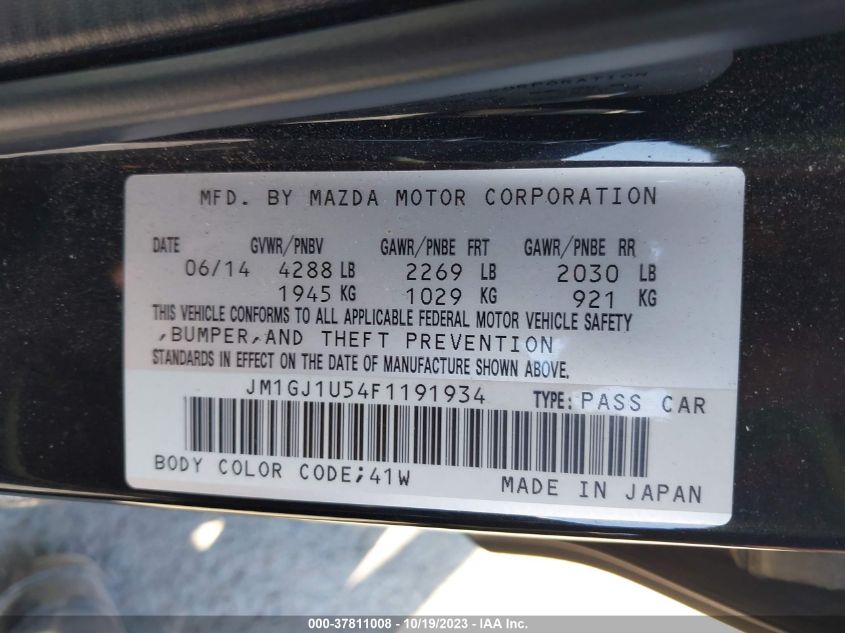 CORPORATION
MFD. BY MAZDA MOTOR CORPORATION
DATE GVWR/PNBV GAWR/PNBE FRT GAWR/PNBE RR
06/14 4288 LB 2269 LB 2030 LB
1945 KG 1029 KG 921 KG
THIS VEHICLE CONFORMS TO ALL APPLICABLE FEDERAL MOTOR VEHICLE SAFETY
,BUMPER,AND THEFT PREVENTION
STANDARDS IN EFFECT ON THE DATE OF MANUFACTURE SHOWN ABOVE.
JM1GJ1U54F1191934 TYPE: PASS CAR
BODY COLOR CODE;41W
MADE IN JAPAN
000-37811008 - 10/19/2023 - IAA Inc.